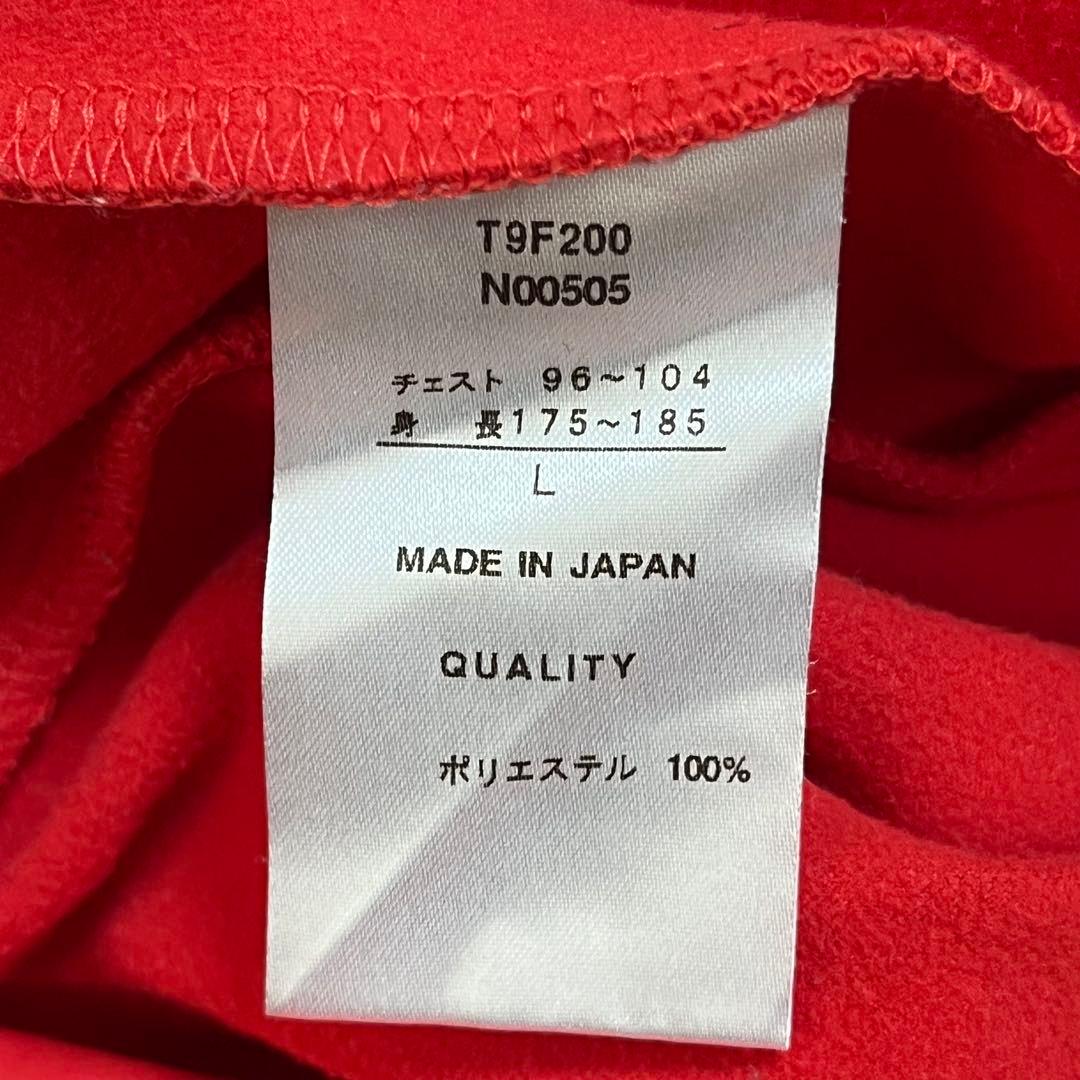 T9F200
N00505
チェスト 96~104
身 長175~185
L
MADE IN JAPAN
QUALITY
ポリエステル 100%